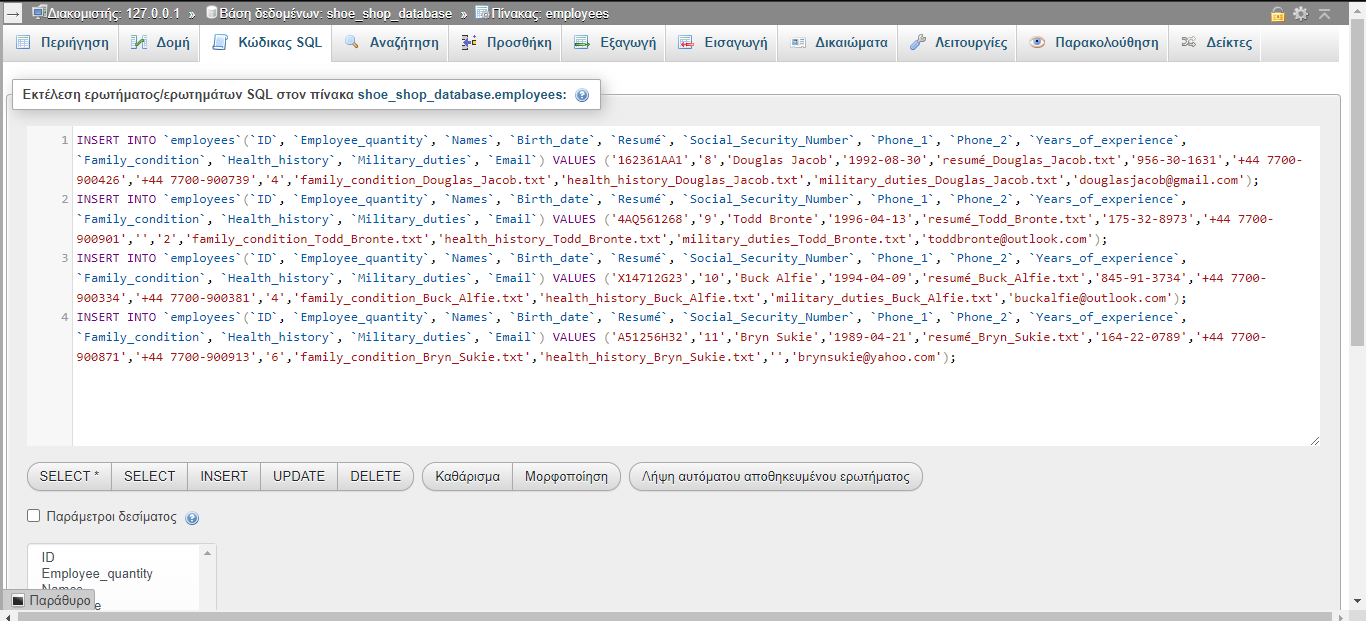 Διακομιστής: 127.0.0.1 » Βάση δεδομένων: shoe_shop_database » Πίνακας: employees
Περιήγηση Δομή Κώδικας SQL Αναζήτηση Προσθήκη Εξαγωγή Εισαγωγή Δικαιώματα Λειτουργίες Παρακολούθηση Δείκτες
Εκτέλεση ερωτήματος/ερωτημάτων SQL στον πίνακα shoe_shop_database.employees:
1 INSERT INTO `employees`(`ID`, `Employee_quantity`, `Names`, `Birth_date`, `Resumé`, `Social_Security_Number`, `Phone_1`, `Phone_2`, `Years_of_experience`,
`Family_condition`, `Health_history`, `Military_duties`, `Email`) VALUES ('162361AA1','8','Douglas Jacob','1992-08-30','resumé_Douglas_Jacob.txt','956-30-1631','+44 7700-
900426','+44 7700-900739','4','family_condition_Douglas_Jacob.txt','health_history_Douglas_Jacob.txt','military_duties_Douglas_Jacob.txt','douglasjacob@gmail.com');
2 INSERT INTO `employees`(`ID`, `Employee_quantity`, `Names`, `Birth_date`, `Resumé`, `Social_Security_Number`, `Phone_1`, `Phone_2`, `Years_of_experience`,
`Family_condition`, `Health_history`, `Military_duties`, `Email`) VALUES ('4AQ561268','9','Todd Bronte','1996-04-13','resumé_Todd_Bronte.txt','175-32-8973','+44 7700-
900901','','2','family_condition_Todd_Bronte.txt','health_history_Todd_Bronte.txt','military_duties_Todd_Bronte.txt','toddbronte@outlook.com');
3 INSERT INTO `employees`(`ID`, `Employee_quantity`, `Names`, `Birth_date`, `Resumé`, `Social_Security_Number`, `Phone_1`, `Phone_2`, `Years_of_experience`,
`Family_condition`, `Health_history`, `Military_duties`, `Email`) VALUES ('X14712G23','10','Buck Alfie','1994-04-09','resumé_Buck_Alfie.txt','845-91-3734','+44 7700-
900334','+44 7700-900381','4','family_condition_Buck_Alfie.txt','health_history_Buck_Alfie.txt','military_duties_Buck_Alfie.txt','buckalfie@outlook.com');
4 INSERT INTO `employees`(`ID`, `Employee_quantity`, `Names`, `Birth_date`, `Resumé`, `Social_Security_Number`, `Phone_1`, `Phone_2`, `Years_of_experience`,
`Family_condition`, `Health_history`, `Military_duties`, `Email`) VALUES ('A51256H32','11','Bryn Sukie','1989-04-21','resumé_Bryn_Sukie.txt','164-22-0789','+44 7700-
900871','+44 7700-900913','6','family_condition_Bryn_Sukie.txt','health_history_Bryn_Sukie.txt','','brynsukie@yahoo.com');
SELECT * SELECT INSERT UPDATE DELETE Καθάρισμα Μορφοποίηση Λήψη αυτόματου αποθηκευμένου ερωτήματος
Παράμετροι δεσίματος
ID
Employee_quantity
Παράθυρο